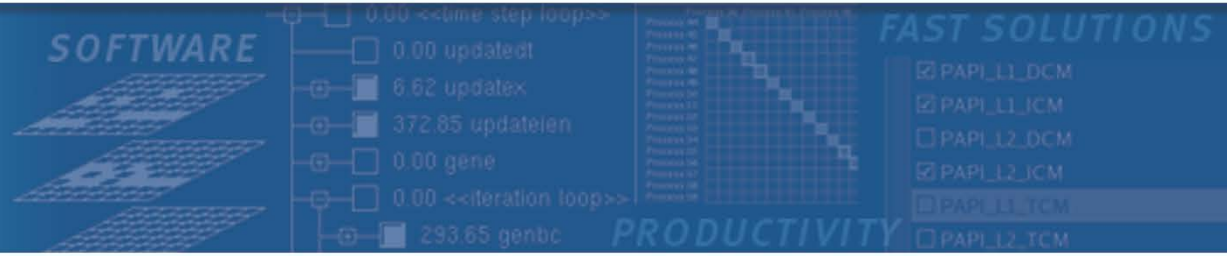 SOFTWARE
0.00 <<time step loop>>
0.00 updatedt
6.62 updatex
372.85 updateien
0.00 gene
0.00 <<iteration loop>>
293.65 genbc
PRODUCTIVITY
FAST SOLUTIONS
PAPI_L1_DCM
PAPI_L1_ICM
PAPI_L2_DCM
PAPI_L2_ICM
PAPI_L1_TCM
PAPI_L2_TCM